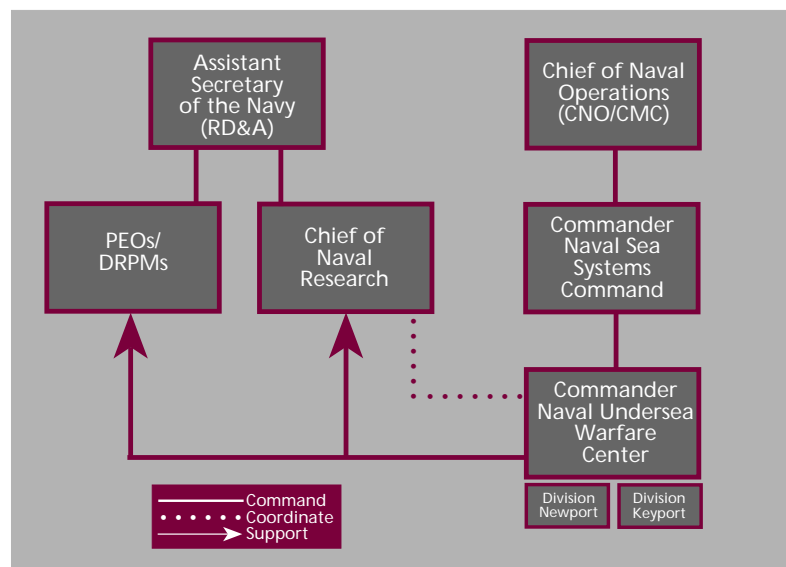 Assistant
Secretary
of the Navy
(RD&A)
Chief of Naval
Operations
(CNO/CMC)
PEOs/
DRPMs
Chief of
Naval
Research
Commander
Naval Sea
Systems
Command
Commander
Naval Undersea
Warfare
Center
Division
Newport
Division
Keyport
Command
Coordinate
Support